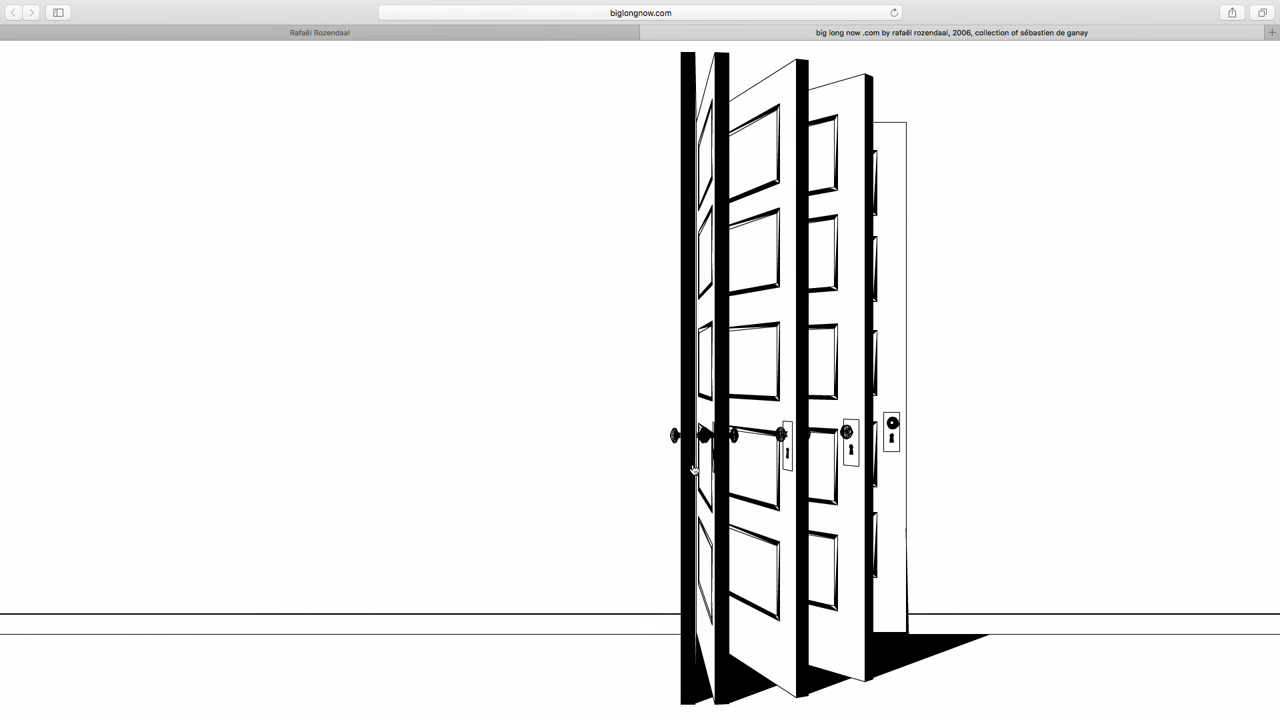 biglongnow.com
Rafaël Rozendaal
big long now .com by rafaël rozendaal, 2006, collection of sébastien de ganay